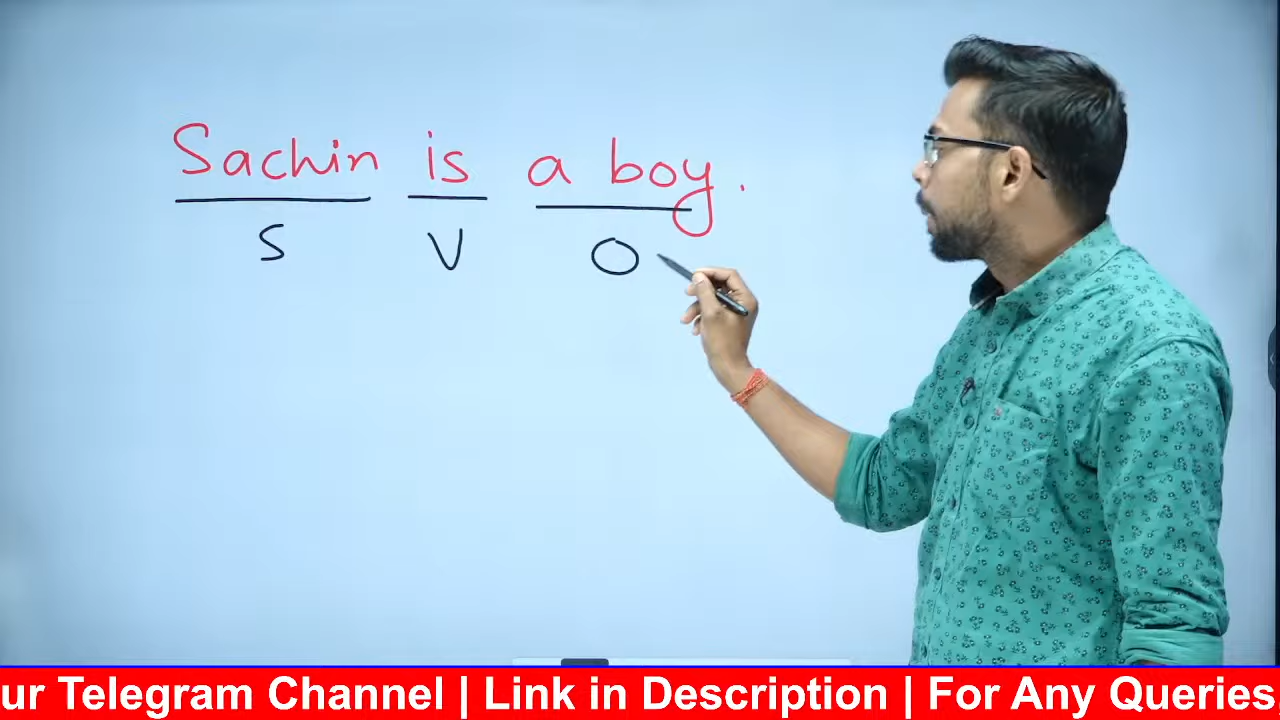 Sachin is a boy.
S V O
ur Telegram Channel | Link in Description | For Any Queries,